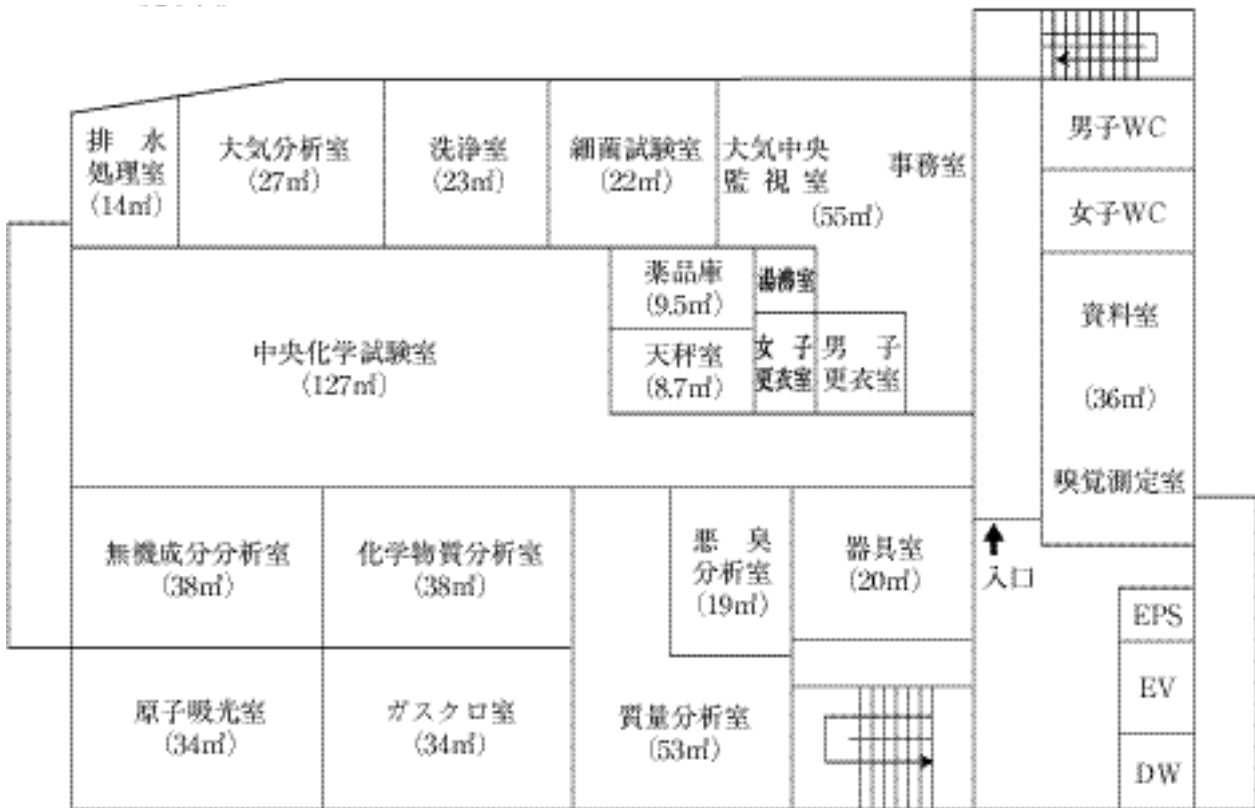 排水
処理室
(14㎡)
大気分析室
(27㎡)
洗浄室
(23㎡)
細菌試験室
(22㎡)
大気中央
監視室
事務室
(55㎡)
男子WC
女子WC
資料室
(36㎡)
嗅覚測定室
中央化学試験室
(127㎡)
薬品庫
(9.5㎡)
天秤室
(8.7㎡)
湯沸室
女子
更衣室
男子
更衣室
無機成分分析室
(38㎡)
化学物質分析室
(38㎡)
悪臭
分析室
(19㎡)
器具室
(20㎡)
入口
原子吸光室
(34㎡)
ガスクロ室
(34㎡)
質量分析室
(53㎡)
EPS
EV
DW